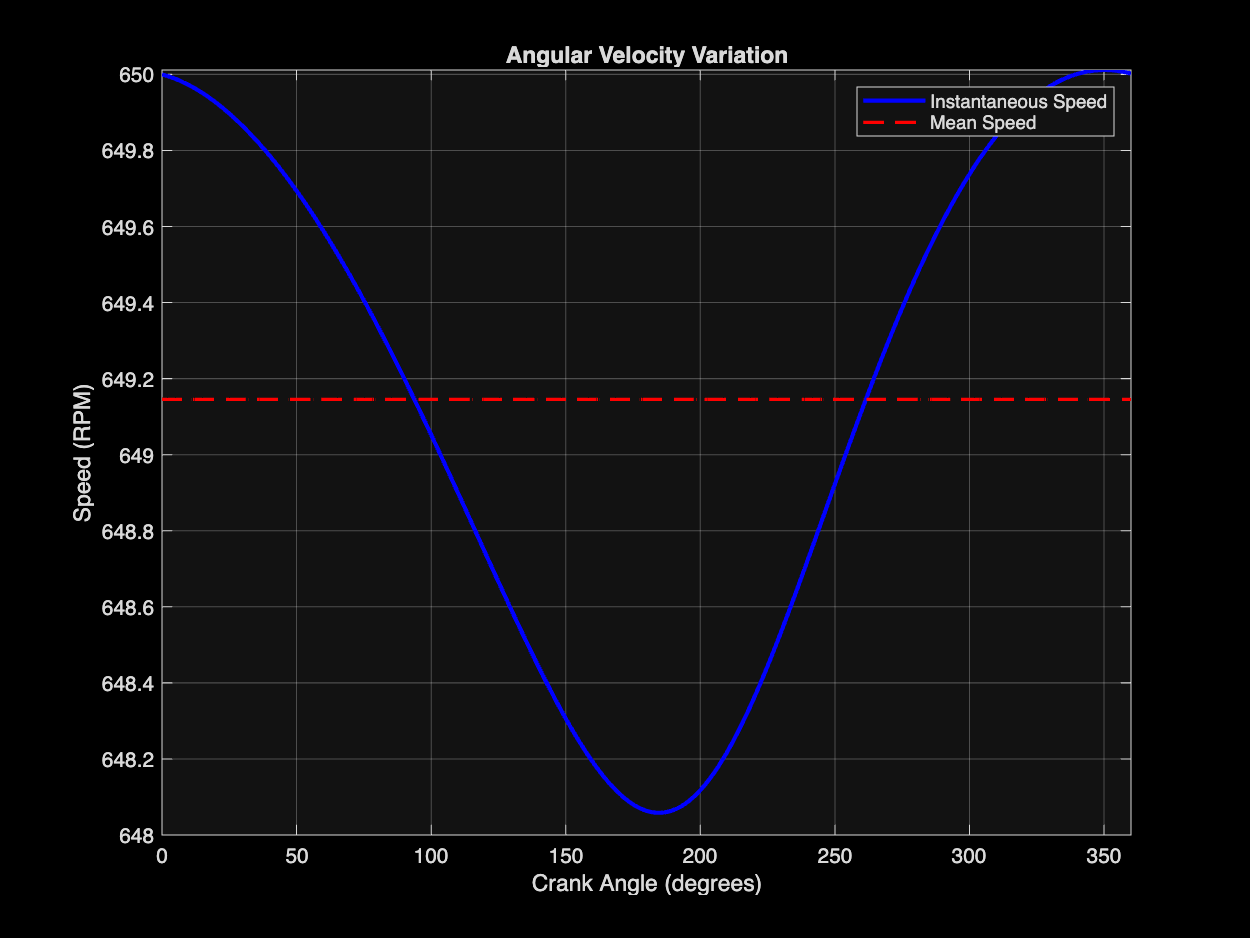 Angular Velocity Variation
650
649.8
649.6
649.4
649.2
649
648.8
648.6
648.4
648.2
648
Speed (RPM)
Instantaneous Speed
Mean Speed
0 50 100 150 200 250 300 350
Crank Angle (degrees)